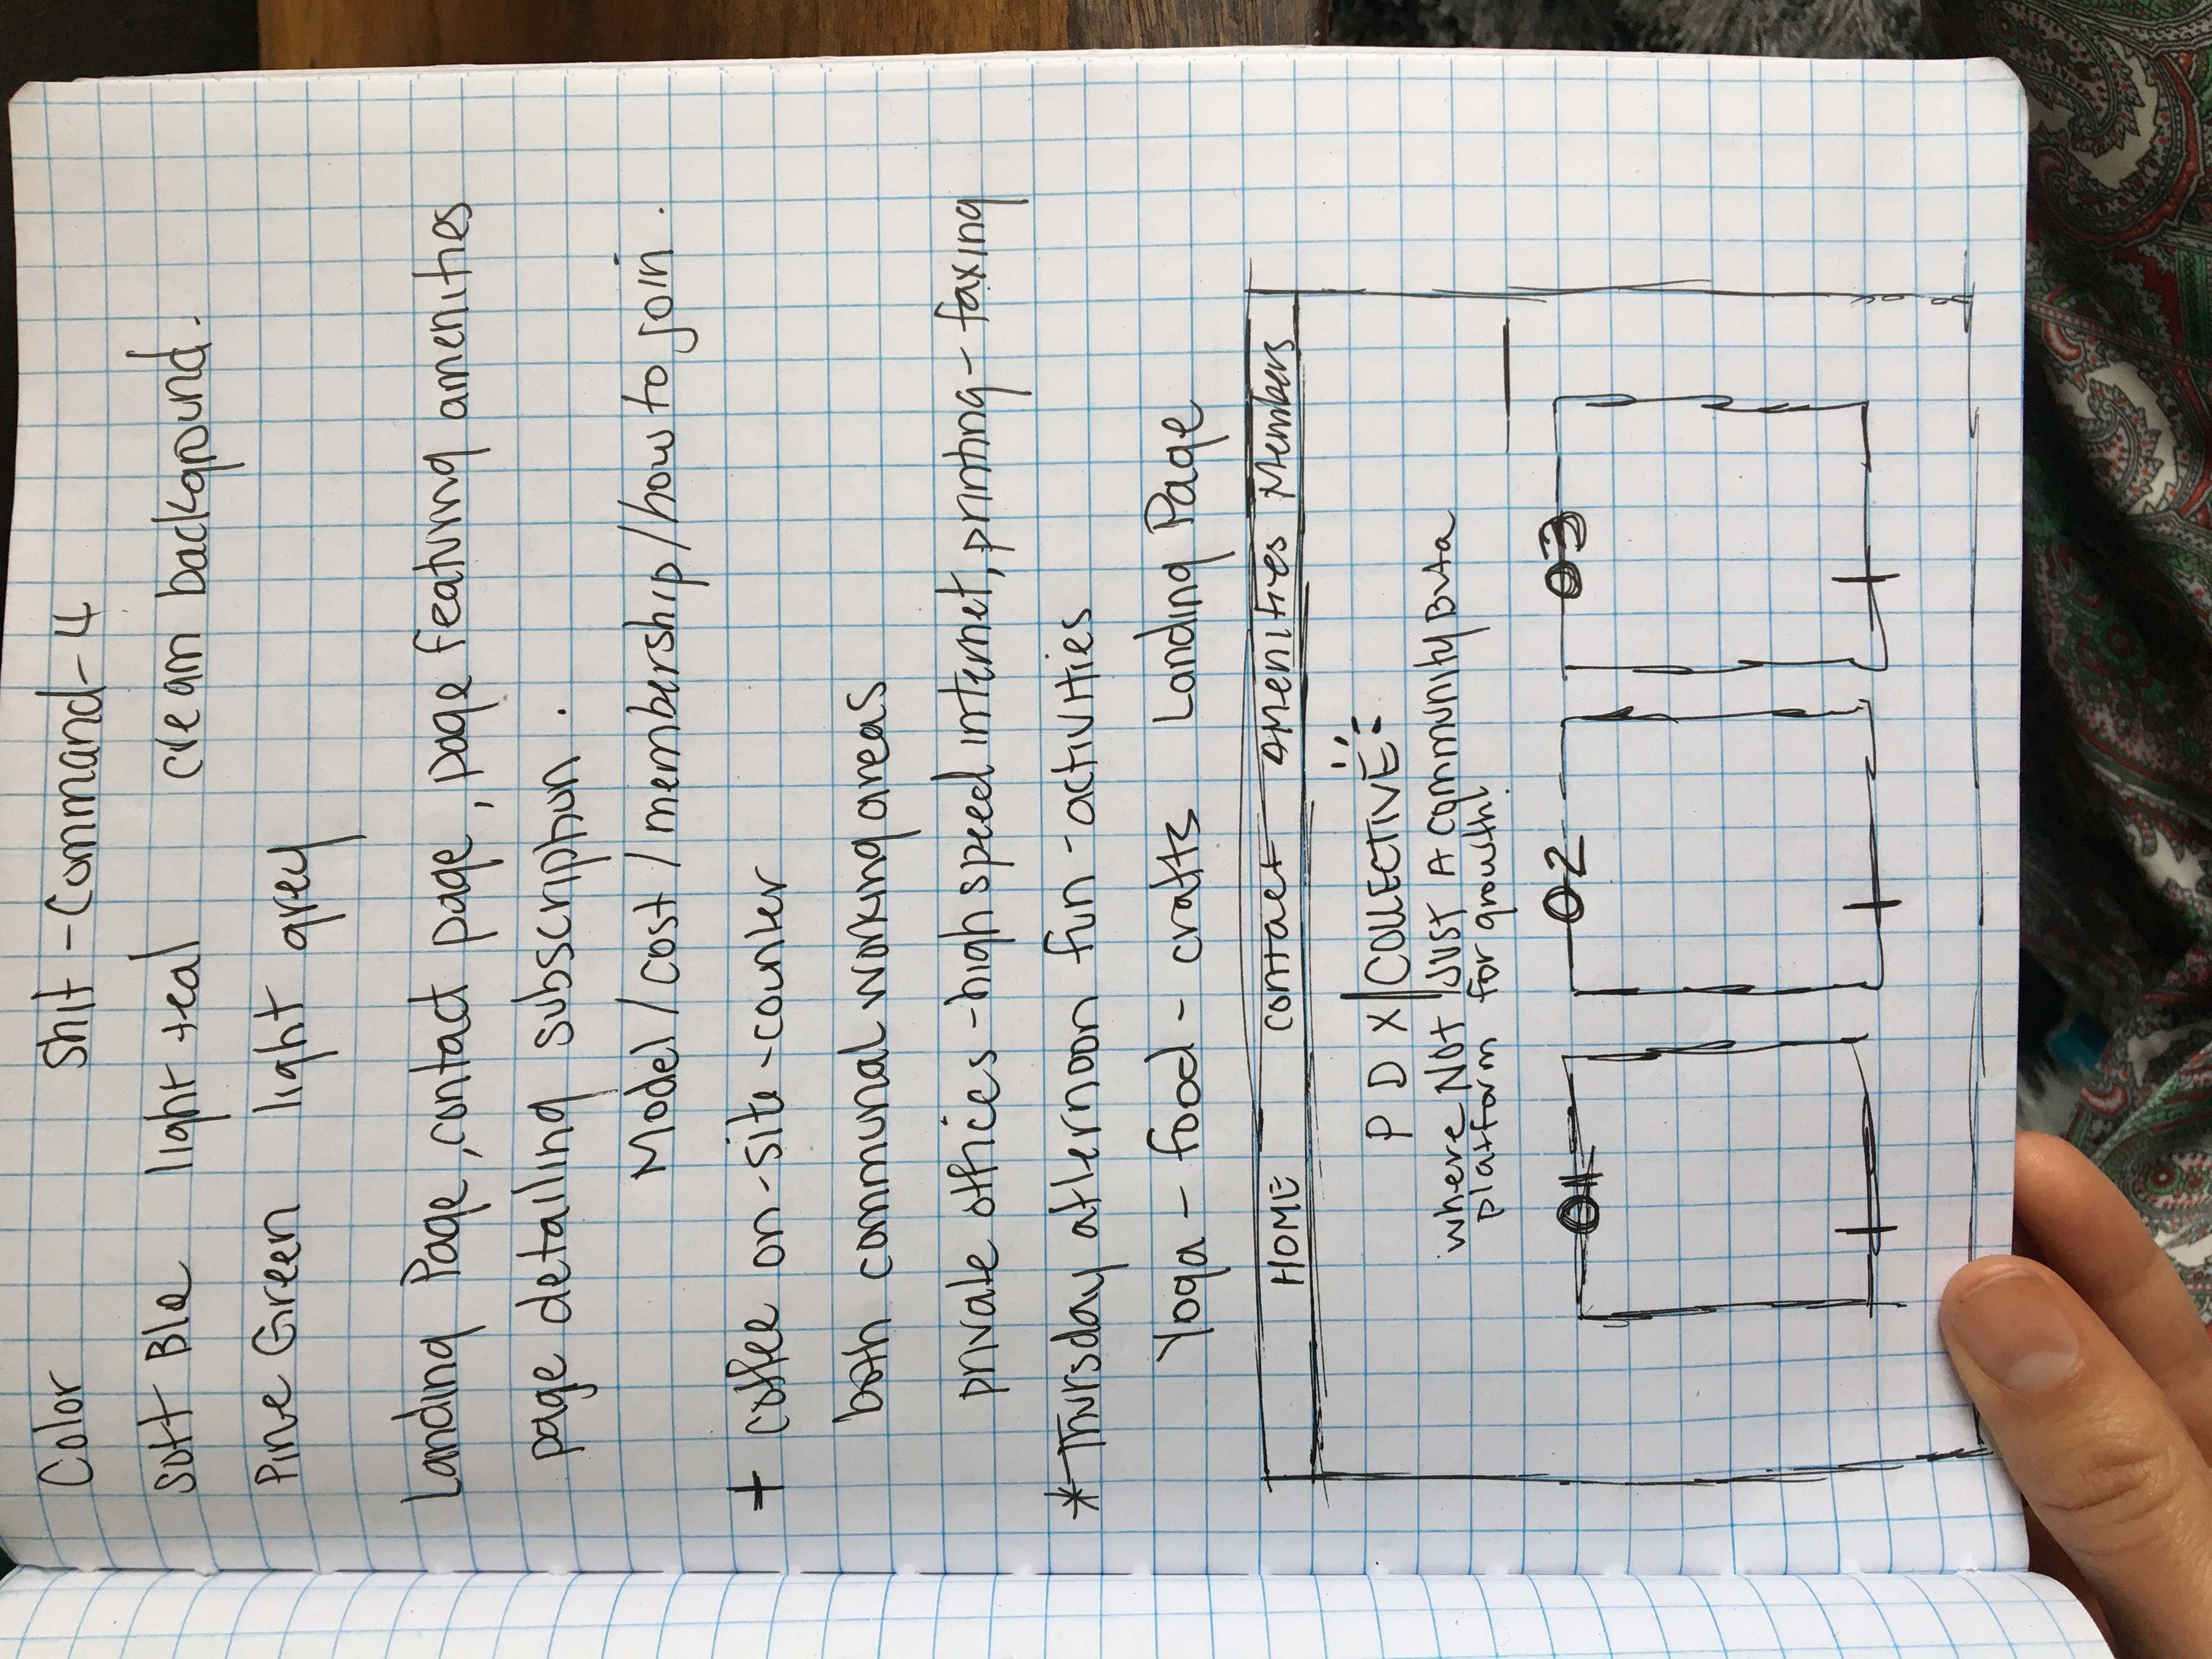 Color Shit - Command - 4
Soft Ble light teal cream background.
Pine Green light grey
Landing Page, contact page, page featuring amenities
page detailing subscription.
Model / cost / membership / how to join.
+ coffee on-site-counter
both communal working areas
private offices - high speed internet, printing - faxing
* Thursday afternoon fun - activities
Yoga - food - crafts Landing Page
HOME contact AMENITIES Members
PDX|COLLECTIVE
where NOT JUST A community But a
platform for growth!
01 02 03